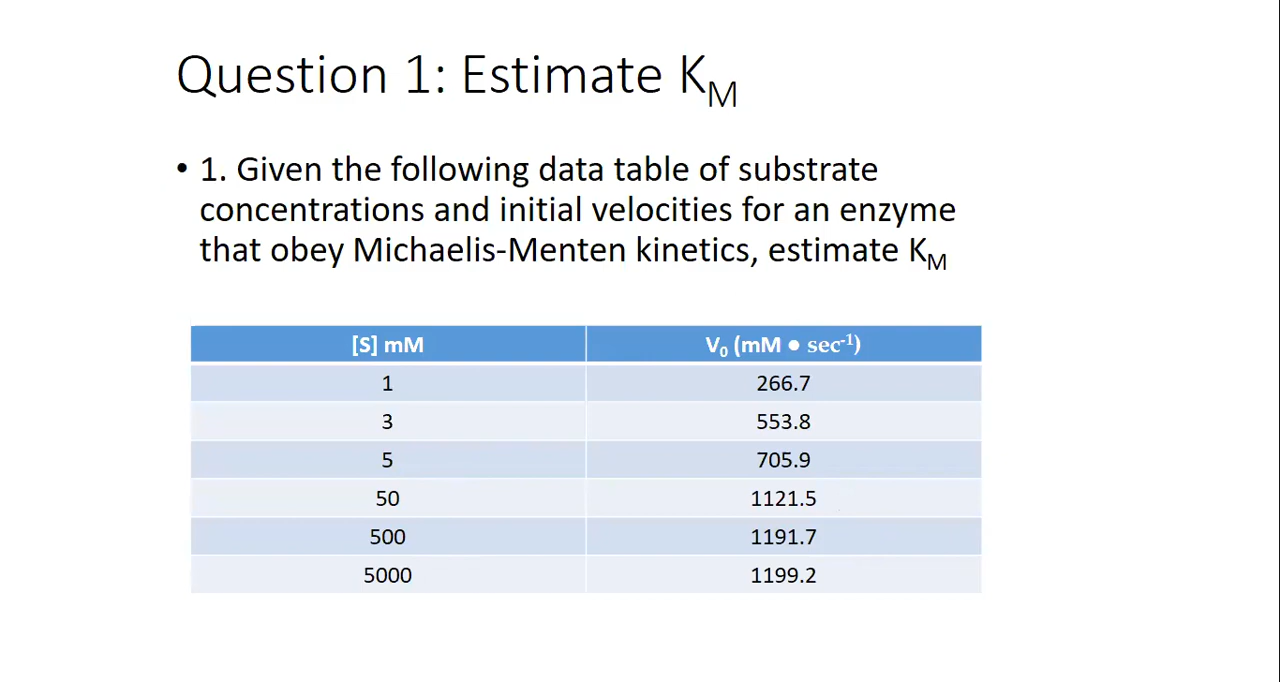 Question 1: Estimate KM
• 1. Given the following data table of substrate
concentrations and initial velocities for an enzyme
that obey Michaelis-Menten kinetics, estimate KM
[S] mM V0 (mM ● sec-1)
1 266.7
3 553.8
5 705.9
50 1121.5
500 1191.7
5000 1199.2